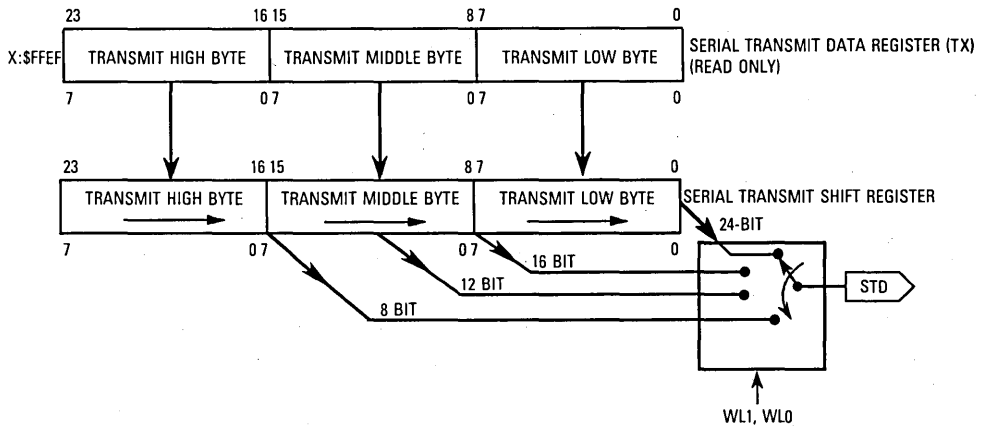 23 16 15 8 7 0
X:$FFEF TRANSMIT HIGH BYTE TRANSMIT MIDDLE BYTE TRANSMIT LOW BYTE SERIAL TRANSMIT DATA REGISTER (TX)
(READ ONLY)
7 0 7 0 7 0
23 16 15 8 7 0
TRANSMIT HIGH BYTE TRANSMIT MIDDLE BYTE TRANSMIT LOW BYTE SERIAL TRANSMIT SHIFT REGISTER
7 0 7 0 7 0
24-BIT
16 BIT
12 BIT
STD
8 BIT
WL1, WL0